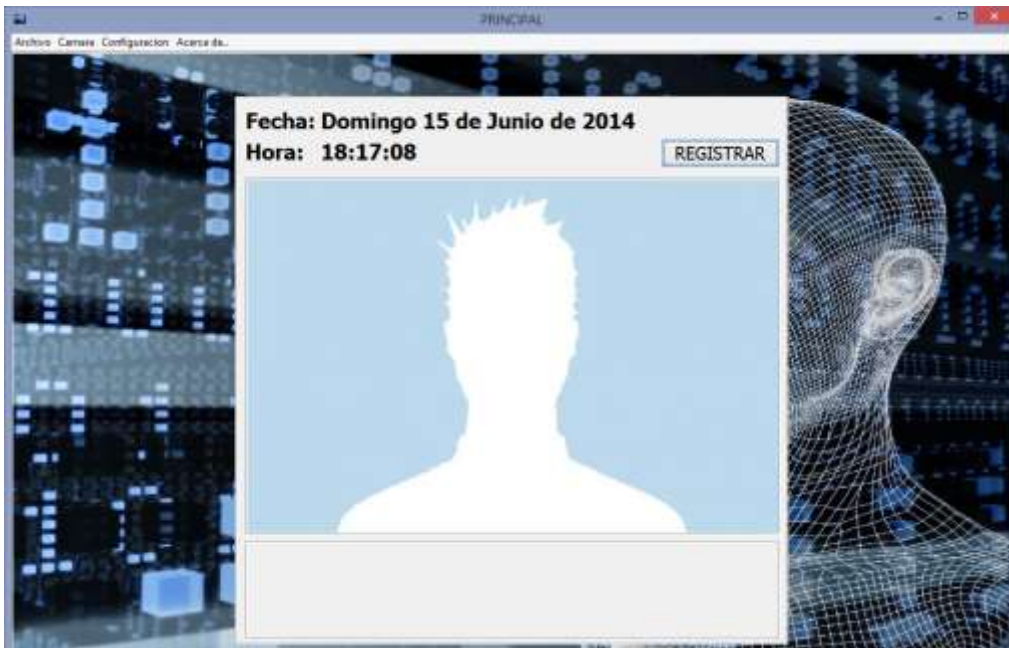 PRINCIPAL
Archivo Camara Configuracion Acerca de..
Fecha: Domingo 15 de Junio de 2014
Hora: 18:17:08
REGISTRAR